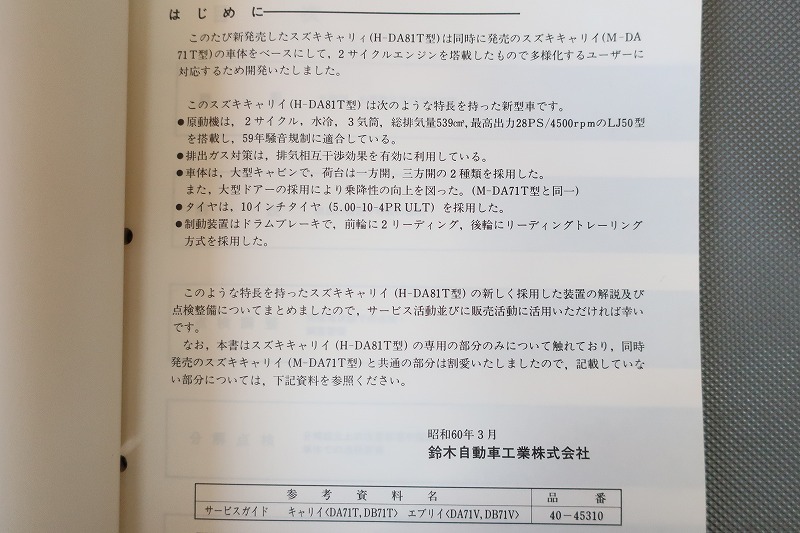 はじめに
このたび新発売したスズキキャリィ(H-DA81T型)は同時に発売のスズキキャリイ(M-DA
71T型)の車体をベースにして，2サイクルエンジンを塔載したもので多様化するユーザーに
対応するため開発いたしました。
このスズキキャリイ(H-DA81T型)は次のような特長を持った新型車です。
●原動機は，2サイクル，水冷，3気筒，総排気量539㎤，最高出力28PS/4500rpmのLJ50型
を搭載し，59年騒音規制に適合している。
●排出ガス対策は，排気相互干渉効果を有効に利用している。
●車体は，大型キャビンで，荷台は一方開，三方開の2種類を採用した。
また，大型ドアーの採用により乗降性の向上を図った。(M-DA71T型と同一)
●タイヤは，10インチタイヤ(5.00-10-4PR ULT)を採用した。
●制動装置はドラムブレーキで，前輪に2リーディング，後輪にリーディングトレーリング
方式を採用した。
このような特長を持ったスズキキャリイ(H-DA81T型)の新しく採用した装置の解説及び
点検整備についてまとめましたので，サービス活動並びに販売活動に活用いただければ幸い
です。
なお，本書はスズキキャリイ(H-DA81T型)の専用の部分のみについて触れており，同時
発売のスズキキャリイ(M-DA71T型)と共通の部分は割愛いたしましたので，記載していな
い部分については，下記資料を参照ください。
昭和60年3月
鈴木自動車工業株式会社
参考資料名 品番
サービスガイド キャリイ〈DA71T, DB71T〉 エブリイ〈DA71V, DB71V〉 40-45310